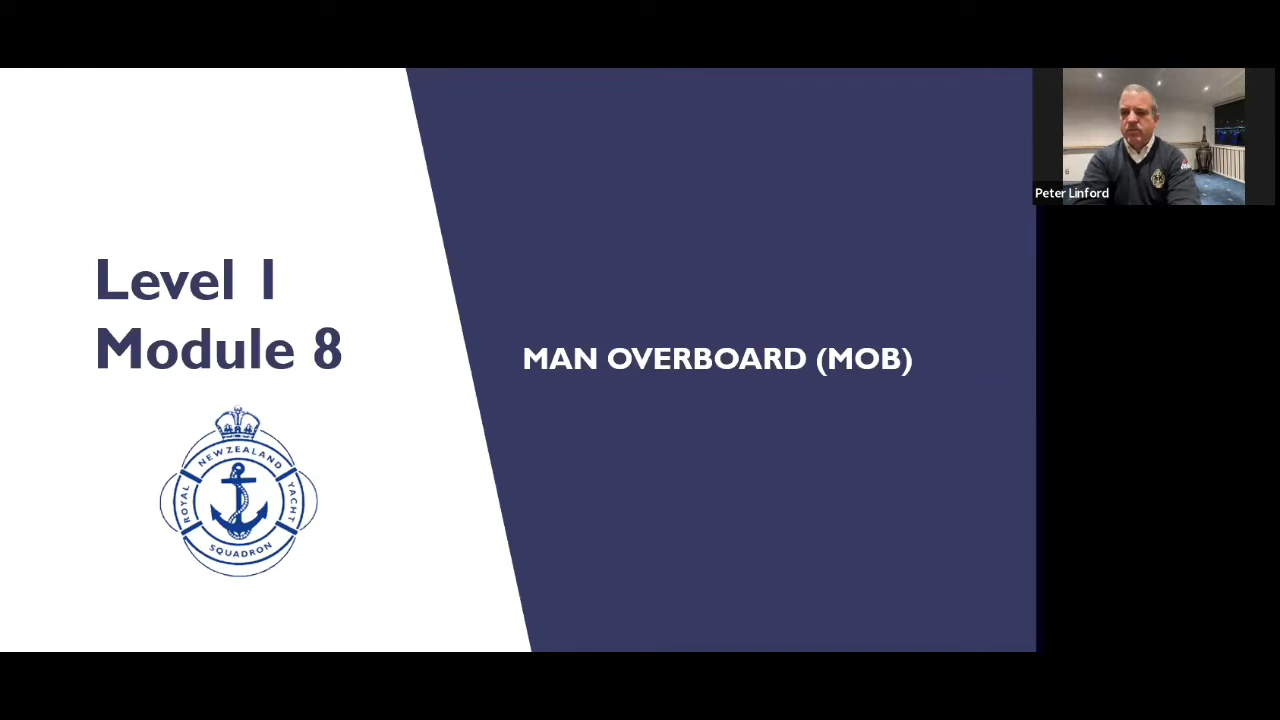 Level 1
Module 8
MAN OVERBOARD (MOB)
ROYAL NEW ZEALAND YACHT
SQUADRON
Peter Linford